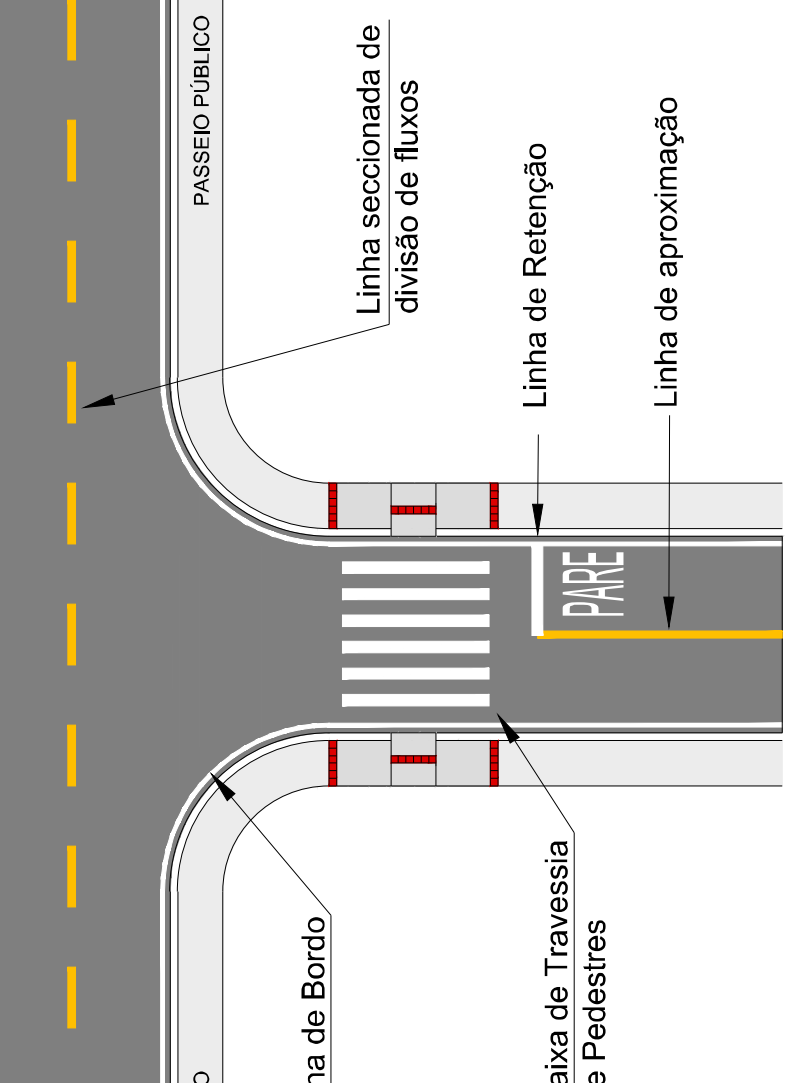 PASSEIO PÚBLICO
Linha seccionada de
divisão de fluxos
Linha de Retenção
Linha de aproximação
PARE
na de Bordo
aixa de Travessia
e Pedestres
O